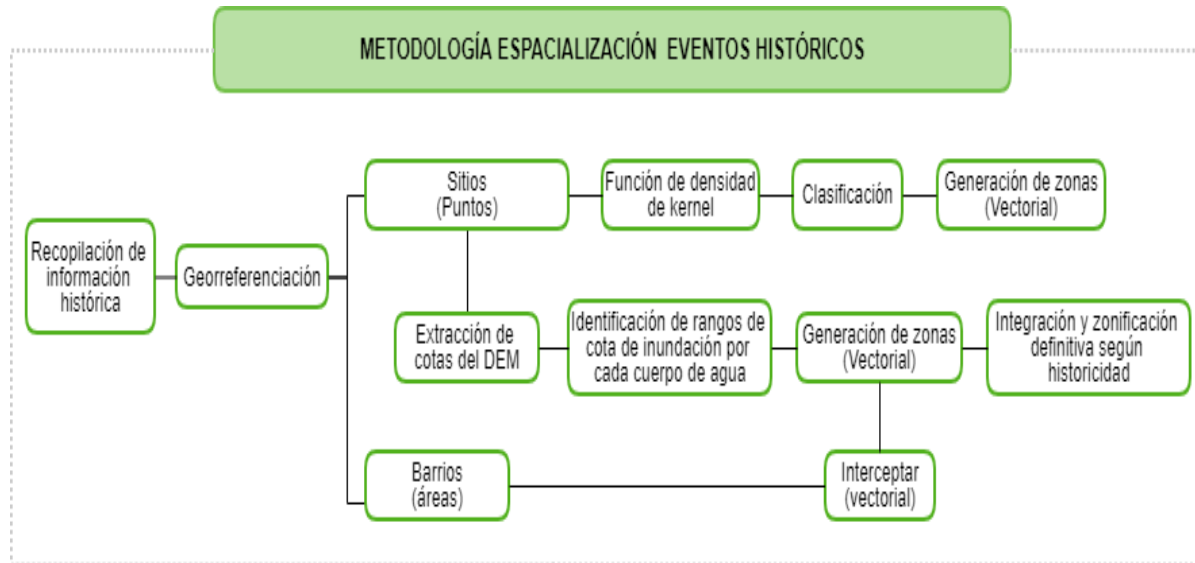 METODOLOGÍA ESPACIALIZACIÓN EVENTOS HISTÓRICOS
Recopilación de
información
histórica
Georreferenciación
Sitios
(Puntos)
Función de densidad
de kernel
Clasificación
Generación de zonas
(Vectorial)
Extracción de
cotas del DEM
Identificación de rangos de
cota de inundación por
cada cuerpo de agua
Generación de zonas
(Vectorial)
Integración y zonificación
definitiva según
historicidad
Barrios
(áreas)
Interceptar
(vectorial)